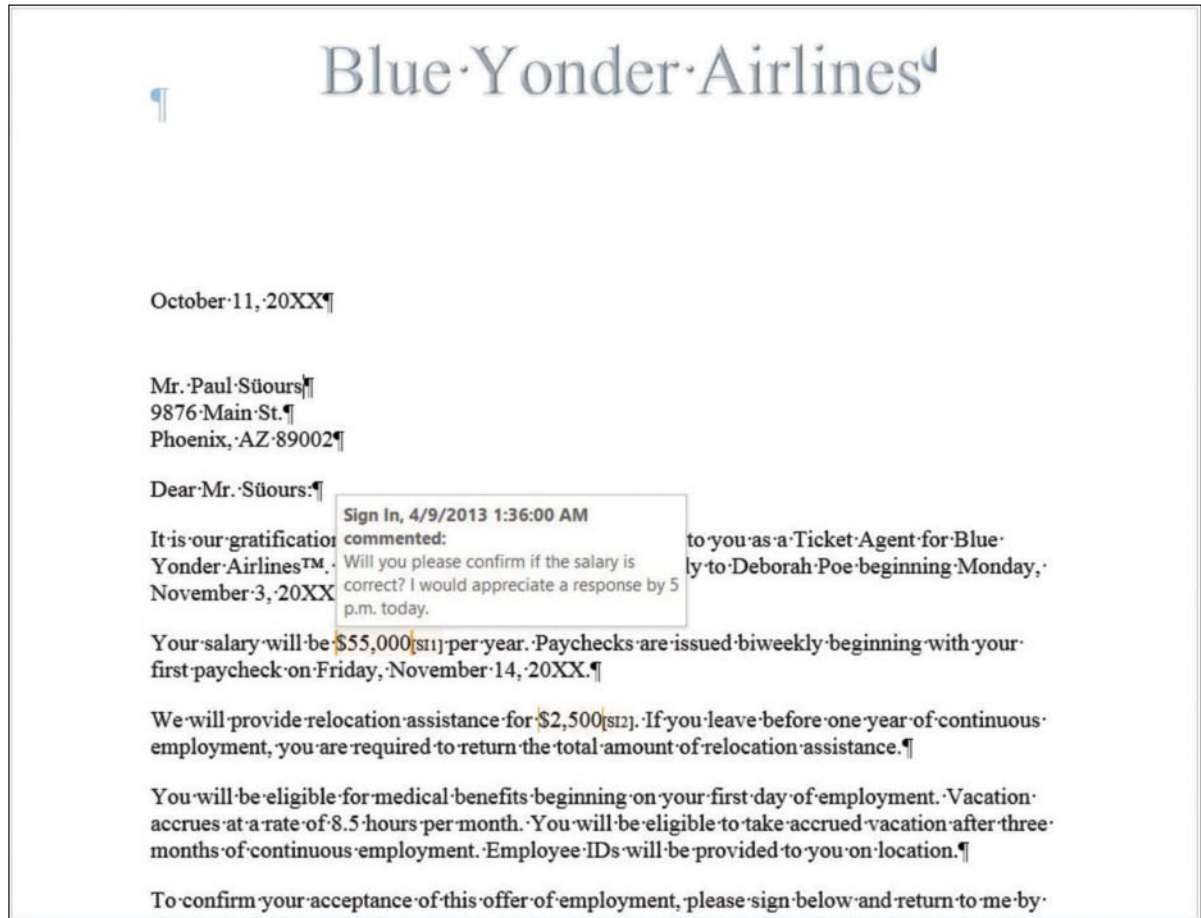 Blue·Yonder·Airlines¶
¶
October·11,·20XX¶
Mr.·Paul·Süours¶
9876·Main·St.¶
Phoenix,·AZ·89002¶
Dear·Mr.·Süours:¶
Sign In, 4/9/2013 1:36:00 AM
commented:
Will you please confirm if the salary is
correct? I would appreciate a response by 5
p.m. today.
It·is·our·gratification to·you·as·a·Ticket·Agent·for·Blue·
Yonder·Airlines™.· ly·to·Deborah·Poe·beginning·Monday,·
November·3,·20XX
Your·salary·will·be·$55,000[SI1]·per·year.·Paychecks·are·issued·biweekly·beginning·with·your·
first·paycheck·on·Friday,·November·14,·20XX.¶
We·will·provide·relocation·assistance·for·$2,500[SI2].·If·you·leave·before·one·year·of·continuous·
employment,·you·are·required·to·return·the·total·amount·of·relocation·assistance.¶
You·will·be·eligible·for·medical·benefits·beginning·on·your·first·day·of·employment.·Vacation·
accrues·at·a·rate·of·8.5·hours·per·month.·You·will·be·eligible·to·take·accrued·vacation·after·three·
months·of·continuous·employment.·Employee·IDs·will·be·provided·to·you·on·location.¶
To·confirm·your·acceptance·of·this·offer·of·employment,·please·sign·below·and·return·to·me·by·